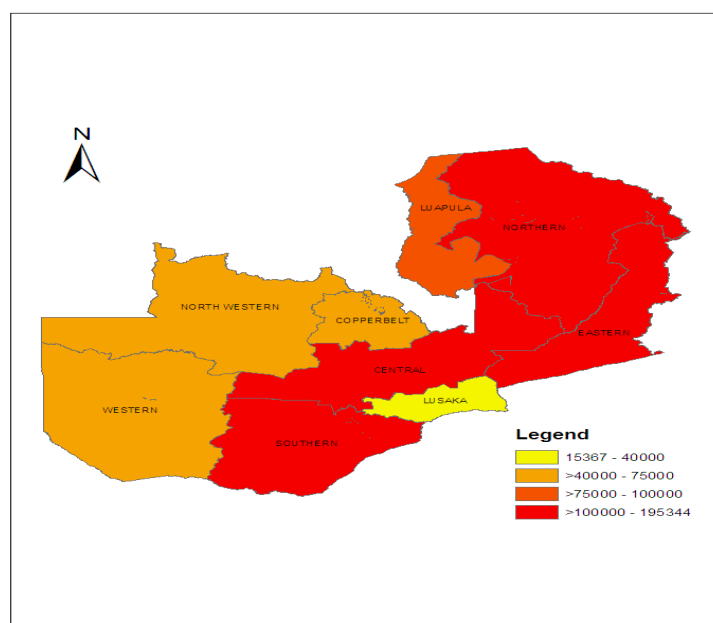 N
LUAPULA
NORTHERN
NORTH WESTERN
COPPERBELT
EASTERN
CENTRAL
LUSAKA
WESTERN
SOUTHERN
Legend
15367 - 40000
>40000 - 75000
>75000 - 100000
>100000 - 195344